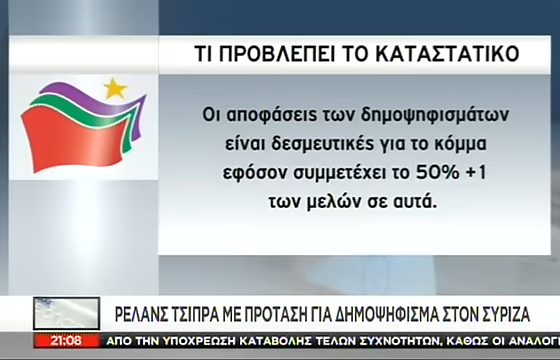 ΤΙ ΠΡΟΒΛΕΠΕΙ ΤΟ ΚΑΤΑΣΤΑΤΙΚΟ
Οι αποφάσεις των δημοψηφισμάτων
είναι δεσμευτικές για το κόμμα
εφόσον συμμετέχει το 50% +1
των μελών σε αυτά.
ΡΕΛΑΝΣ ΤΣΙΠΡΑ ΜΕ ΠΡΟΤΑΣΗ ΓΙΑ ΔΗΜΟΨΗΦΙΣΜΑ ΣΤΟΝ ΣΥΡΙΖΑ
21:08 ΑΠΟ ΤΗΝ ΥΠΟΧΡΕΩΣΗ ΚΑΤΑΒΟΛΗΣ ΤΕΛΩΝ ΣΥΧΝΟΤΗΤΩΝ, ΚΑΘΩΣ ΟΙ ΑΝΑΛΟΓΙ